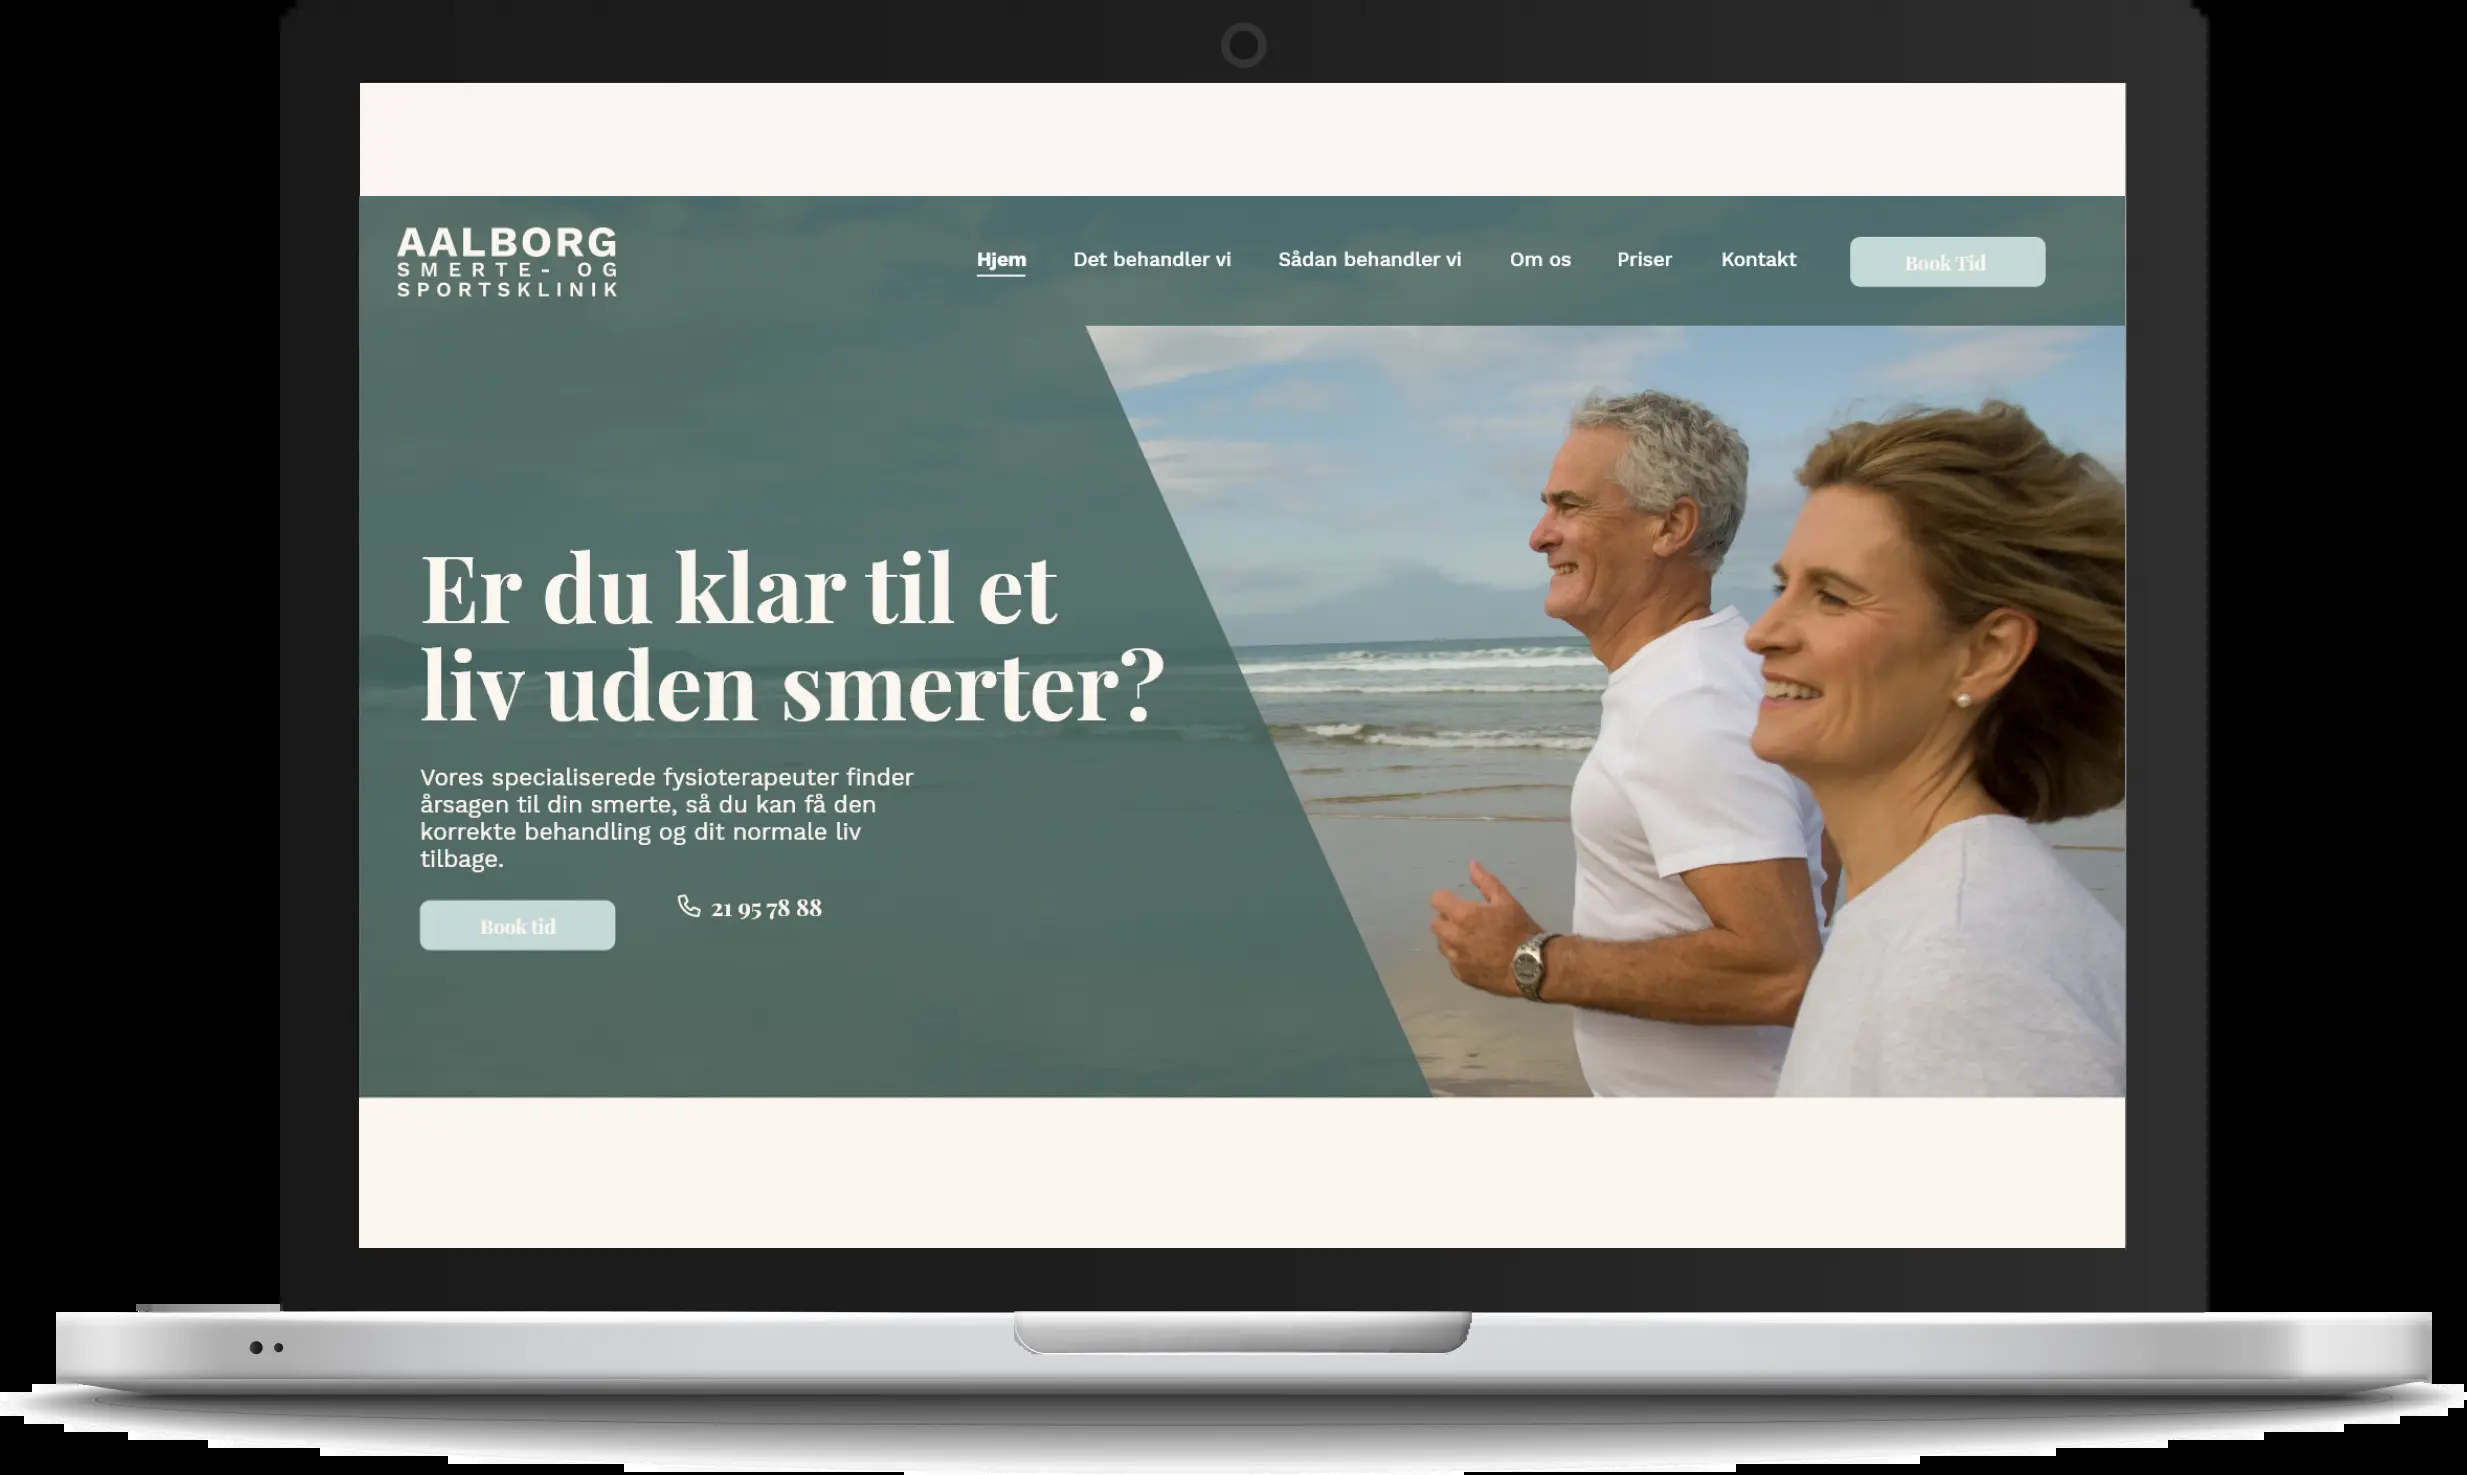 AALBORG
SMERTE- OG
SPORTSKLINIK
Hjem Det behandler vi Sådan behandler vi Om os Priser Kontakt Book Tid
Er du klar til et
liv uden smerter?
Vores specialiserede fysioterapeuter finder
årsagen til din smerte, så du kan få den
korrekte behandling og dit normale liv
tilbage.
Book tid 21 95 78 88